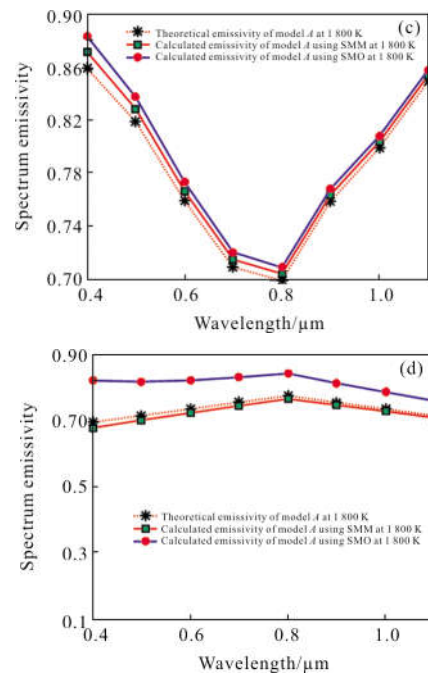 0.90
(c)
Theoretical emissivity of model A at 1 800 K
Calculated emissivity of model A using SMM at 1 800 K
Calculated emissivity of model A using SMO at 1 800 K
0.86
0.82
0.78
0.74
0.70
Spectrum emissivity
0.4 0.6 0.8 1.0
Wavelength/μm
0.90
(d)
0.70
0.5
Theoretical emissivity of model A at 1 800 K
Calculated emissivity of model A using SMM at 1 800 K
Calculated emissivity of model A using SMO at 1 800 K
0.3
0.1
Spectrum emissivity
0.4 0.6 0.8 1.0
Wavelength/μm